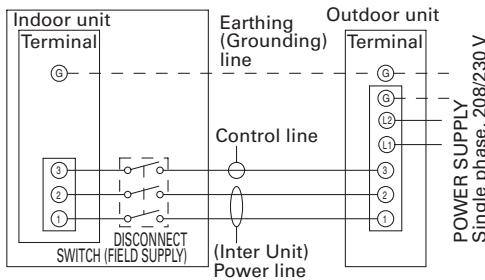 Indoor unit
Terminal
G
3
2
1
DISCONNECT
SWITCH (FIELD SUPPLY)
Earthing
(Grounding)
line
Control line
(Inter Unit)
Power line
Outdoor unit
Terminal
G
G
L2
L1
3
2
1
POWER SUPPLY
Single phase, 208/230 V